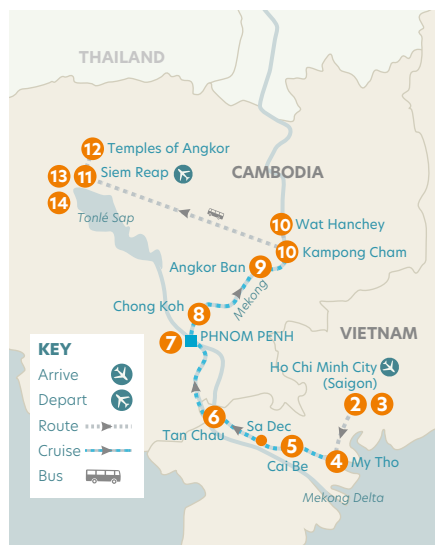 THAILAND
12 Temples of Angkor
13 11 Siem Reap
14
Tonlé Sap
CAMBODIA
10 Wat Hanchey
10 Kampong Cham
Angkor Ban 9
Mekong
Chong Koh 8
7 PHNOM PENH
VIETNAM
Ho Chi Minh City
(Saigon)
2 3
6
Tan Chau
Sa Dec
5
Cai Be
4 My Tho
Mekong Delta
KEY
Arrive
Depart
Route
Cruise
Bus